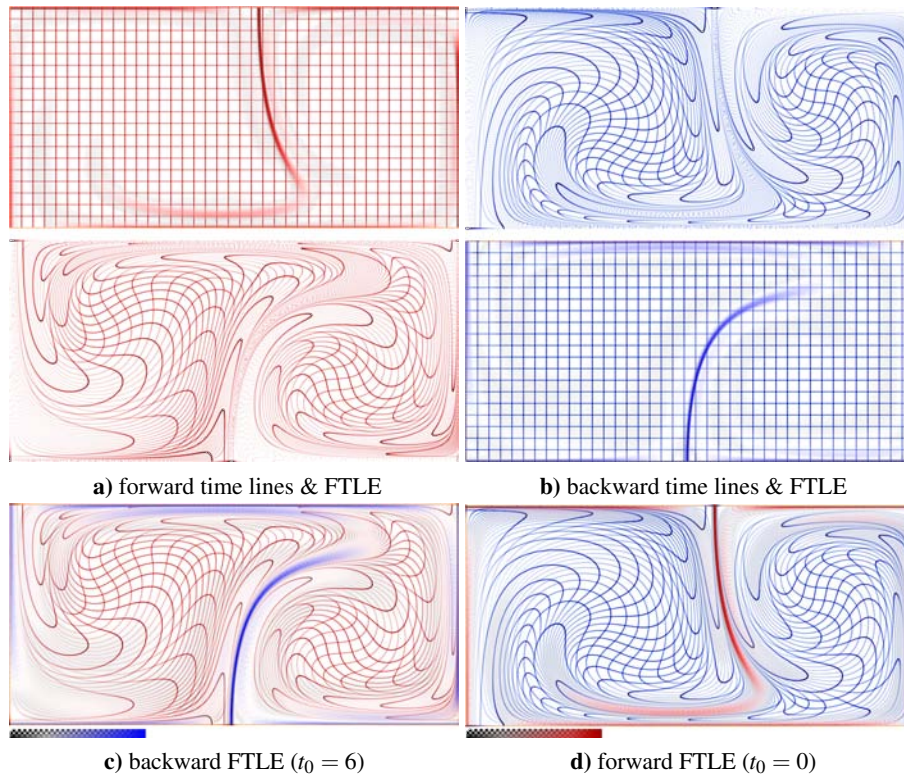 a) forward time lines & FTLE
b) backward time lines & FTLE
c) backward FTLE (t₀ = 6)
d) forward FTLE (t₀ = 0)